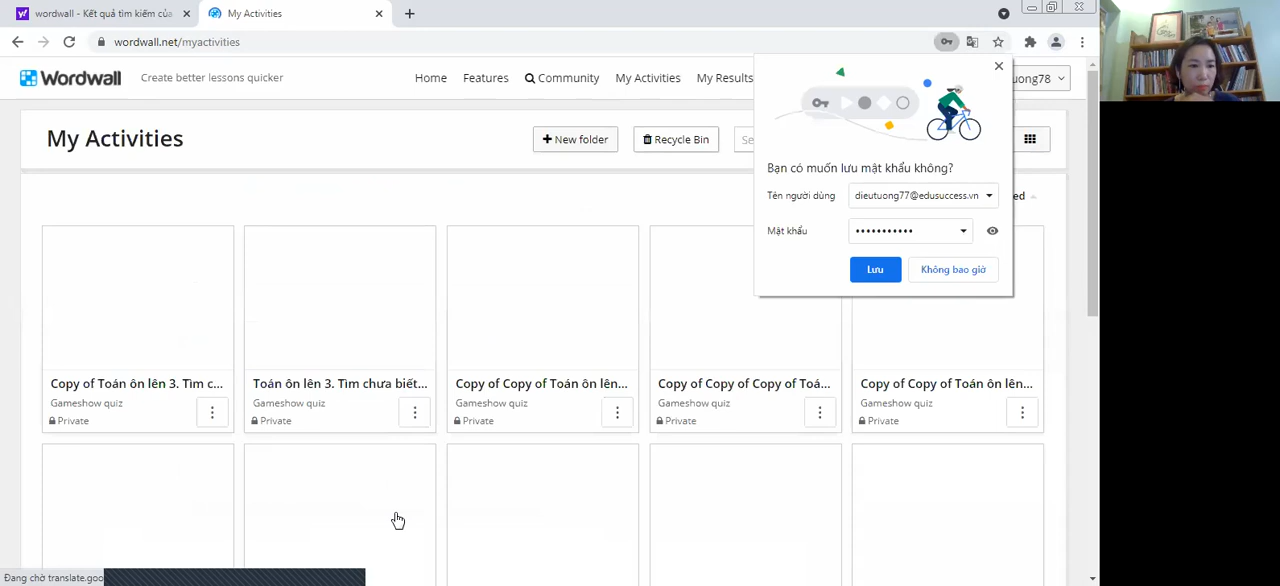 wordwall - Kết quả tìm kiếm củ
My Activities
wordwall.net/myactivities
Wordwall
Create better lessons quicker
Home
Features
Community
My Activities
My Results
uong78
My Activities
New folder
Recycle Bin
Bạn có muốn lưu mật khẩu không?
Tên người dùng
dieutuong77@edusuccess.vn
Mật khẩu
•••••••••••
Lưu
Không bao giờ
Copy of Toán ôn lên 3. Tìm c...
Toán ôn lên 3. Tìm chưa biết...
Copy of Copy of Toán ôn lên...
Copy of Copy of Copy of Toá...
Copy of Copy of Toán ôn lên...
Gameshow quiz
Gameshow quiz
Gameshow quiz
Gameshow quiz
Gameshow quiz
Private
Private
Private
Private
Private
Đang chờ translate.goo